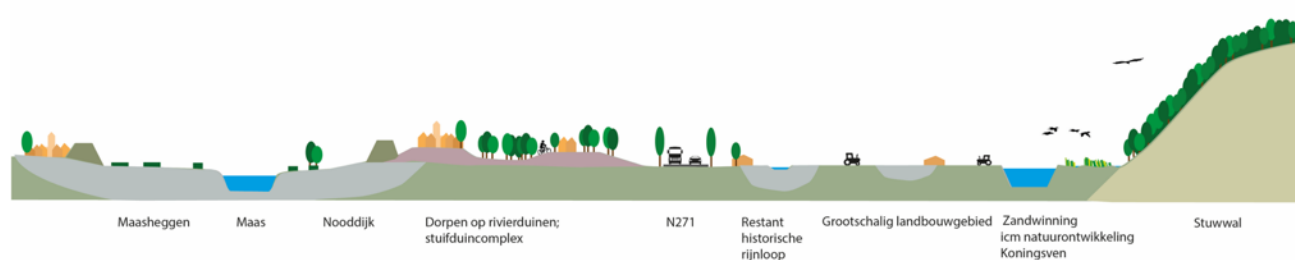 Maasheggen
Maas
Nooddijk
Dorpen op rivierduinen;
stuifduincomplex
N271
Restant
historische
rijnloop
Grootschalig landbouwgebied
Zandwinning
icm natuurontwikkeling
Koningsven
Stuwwal